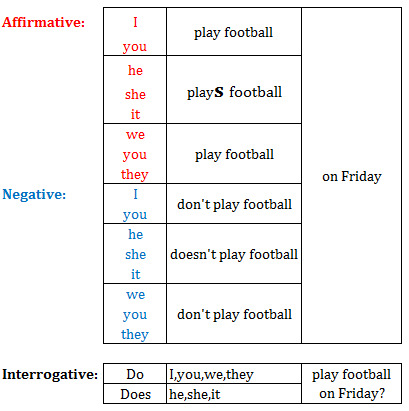 Affirmative:
I
you
play football
he
she
it
playS football
we
you
they
play football
on Friday
Negative:
I
you
don't play football
he
she
it
doesn't play football
we
you
they
don't play football
Interrogative:
Do
I,you,we,they
play football
Does
he,she,it
on Friday?